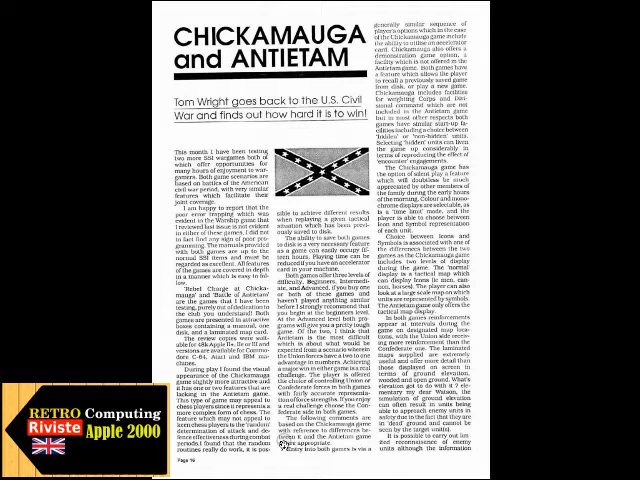 CHICKAMAUGA
and ANTIETAM
Tom Wright goes back to the U.S. Civil
War and finds out how hard it is to win!
This month I have been testing
two more SSI wargames both of
which offer opportunities for
many hours of enjoyment to war-
gamers. Both game scenarios are
based on battles of the American
civil war period, with very similar
features which facilitate their
joint coverage.
I am happy to report that the
poor error trapping which was
evident in the Warship game that
I reviewed last issue is not evident
in either of these games. I did not
in fact find any sign of poor pro-
gramming. The manuals provided
with both games are up to the
normal SSI items and must be
regarded as excellent. All features
of the games are covered in depth
in a manner which is easy to fol-
low.
'Rebel Charge at Chicka-
mauga' and 'Battle of Antietam'
are the games that I have been
testing, purely out of dedication to
the club you understand! Both
games are presented in attractive
boxes containing a manual, one
disk, and a laminated map card.
The review copies were suit-
able for 48k Apple II+, IIe or III and
versions are available for Commo-
dore C-64, Atari and IBM ma-
chines.
During play I found the visual
appearance of the Chickamauga
game slightly more attractive and
it has one or two features that are
lacking in the Antietam game.
This type of game may appeal to
chess players since it represents a
more complex form of chess. The
feature which may not appeal to
keen chess players is the 'random'
determination of attack and de-
fence effectiveness during combat
periods. I found that the random
routines really do work, it is pos-
sible to achieve different results
when replaying a given tactical
situation which has been previ-
ously saved to disk.
The ability to save both games
to disk is a very necessary feature
as a game can easily occupy fif-
teen hours. Playing time can be
reduced if you have an accelerator
card in your machine.
Both games offer three levels of
difficulty, Beginners, Intermedi-
ate, and Advanced, if you buy one
or both of these games and
haven't played anything similar
before I strongly recommend that
you begin at the beginners level.
At the Advanced level both pro-
grams will give you a pretty tough
game. Of the two, I think that
Antietam is the most difficult
which is about what would be
expected from a scenario wherein
the Union forces have a two to one
advantage in numbers. Achieving
a major win in either game is a real
challenge. The player is offered
the choice of controlling Union or
Confederate forces in both games
with fairly accurate representa-
tion of force strengths. If you enjoy
a real challenge choose the Con-
federate side in both games.
The following comments are
based on the Chickamauga game
with reference to differences be-
tween it and the Antietam game
where appropriate.
Entry into both games is via a
generally similar sequence of
player's options which in the case
of the Chickamauga game include
the ability to utilise an accelerator
card. Chickamauga also offers a
demonstration game option, a
facility which is not offered in the
Antietam game. Both games have
a feature which allows the player
to recall a previously saved game
from disk, or play a new game.
Chickamauga includes facilities
for weighting Corps and Divi-
sional command which are not
included in the Antietam game
but in most other respects both
games have similar start-up fa-
cilities including a choice between
'hidden' or 'non-hidden' units.
Selecting 'hidden' units can liven
the game up considerably in
terms of reproducing the effect of
'encounter' engagements.
The Chickamauga game has
the option of silent play a feature
which will doubtless be much
appreciated by other members of
the family during the early hours
of the morning. Colour and mono-
chrome displays are selectable, as
is a 'time limit' mode, and the
player is able to choose between
Icon and Symbol representation
of each unit.
Choice between Icons and
Symbols is associated with one of
the differences between the two
games as the Chickamauga game
includes two levels of display
during the game. The 'normal'
display is a tactical map which
can display Icons (ie men, can-
non, horses). The player can also
look at a large scale map on which
units are represented by symbols.
The Antietam game only offers the
tactical map display.
In both games reinforcements
appear at intervals during the
game on designated map loca-
tions, with the Union side receiv-
ing more reinforcement than the
Confederate one. The laminated
maps supplied are extremely
useful and offer more detail than
those displayed on screen in
terms of ground elevation,
wooded and open ground. What's
elevation got to do with it ? ele-
mentary my dear Watson, the
simulation of ground elevation
can often result in units being
able to approach enemy units in
safety due to the fact that they are
in 'dead' ground and cannot be
seen by the target unit(s).
It is possible to carry out lim-
ited reconnaissance of enemy
units although the information
Page 16
RETRO Computing
Riviste Apple 2000